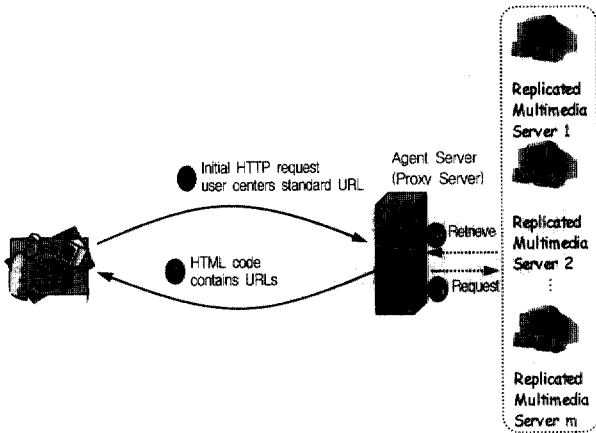 Initial HTTP request
user centers standard URL
HTML code
contains URLs
Agent Server
(Proxy Server)
Retrieve
Request
Replicated
Multimedia
Server 1
Replicated
Multimedia
Server 2
⋮
Replicated
Multimedia
Server m